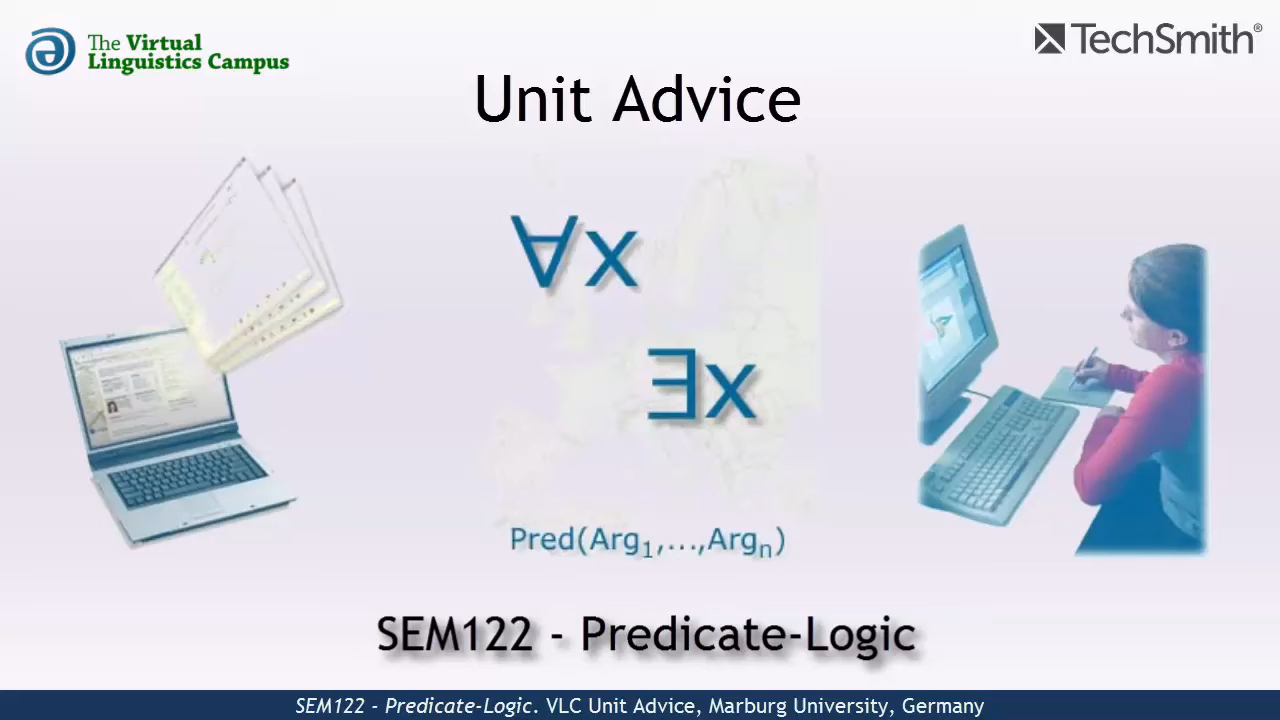 The Virtual
Linguistics Campus
TechSmith®
Unit Advice
∀x
∃x
Pred(Arg₁,...,Argₙ)
SEM122 - Predicate-Logic
SEM122 - Predicate-Logic. VLC Unit Advice, Marburg University, Germany